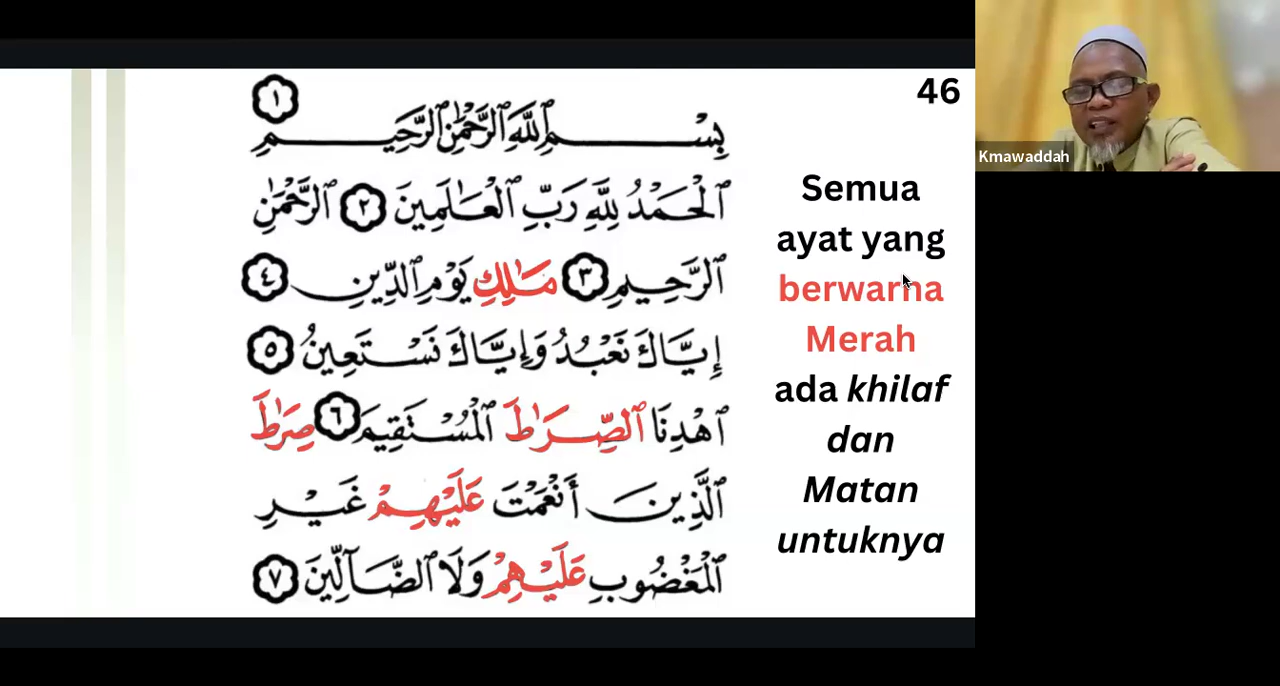 بِسْمِ ٱللَّهِ ٱلرَّحْمَٰنِ ٱلرَّحِيمِ ١
ٱلْحَمْدُ لِلَّهِ رَبِّ ٱلْعَٰلَمِينَ ٢ ٱلرَّحْمَٰنِ
ٱلرَّحِيمِ ٣ مَٰلِكِ يَوْمِ ٱلدِّينِ ٤
إِيَّاكَ نَعْبُدُ وَإِيَّاكَ نَسْتَعِينُ ٥
ٱهْدِنَا ٱلصِّرَٰطَ ٱلْمُسْتَقِيمَ ٦ صِرَٰطَ
ٱلَّذِينَ أَنْعَمْتَ عَلَيْهِمْ غَيْرِ
ٱلْمَغْضُوبِ عَلَيْهِمْ وَلَا ٱلضَّآلِّينَ ٧
46
Semua
ayat yang
berwarna
Merah
ada khilaf
dan
Matan
untuknya
Kmawaddah